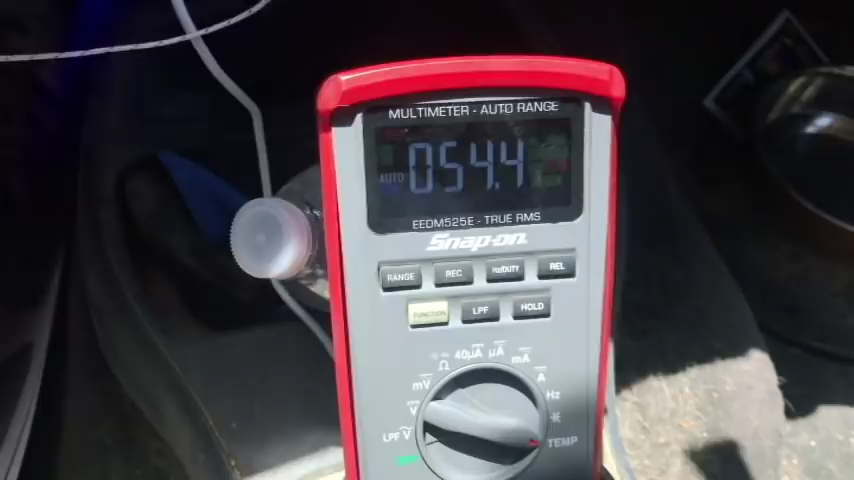 MULTIMETER - AUTO RANGE
AUTO 054.4
EEDM525E - TRUE RMS
Snap-on
RANGE REC Hz/DUTY REL
FUNCTION LPF HOLD
Ω 40µA µA mA
mV A
V Hz
LPF V TEMP